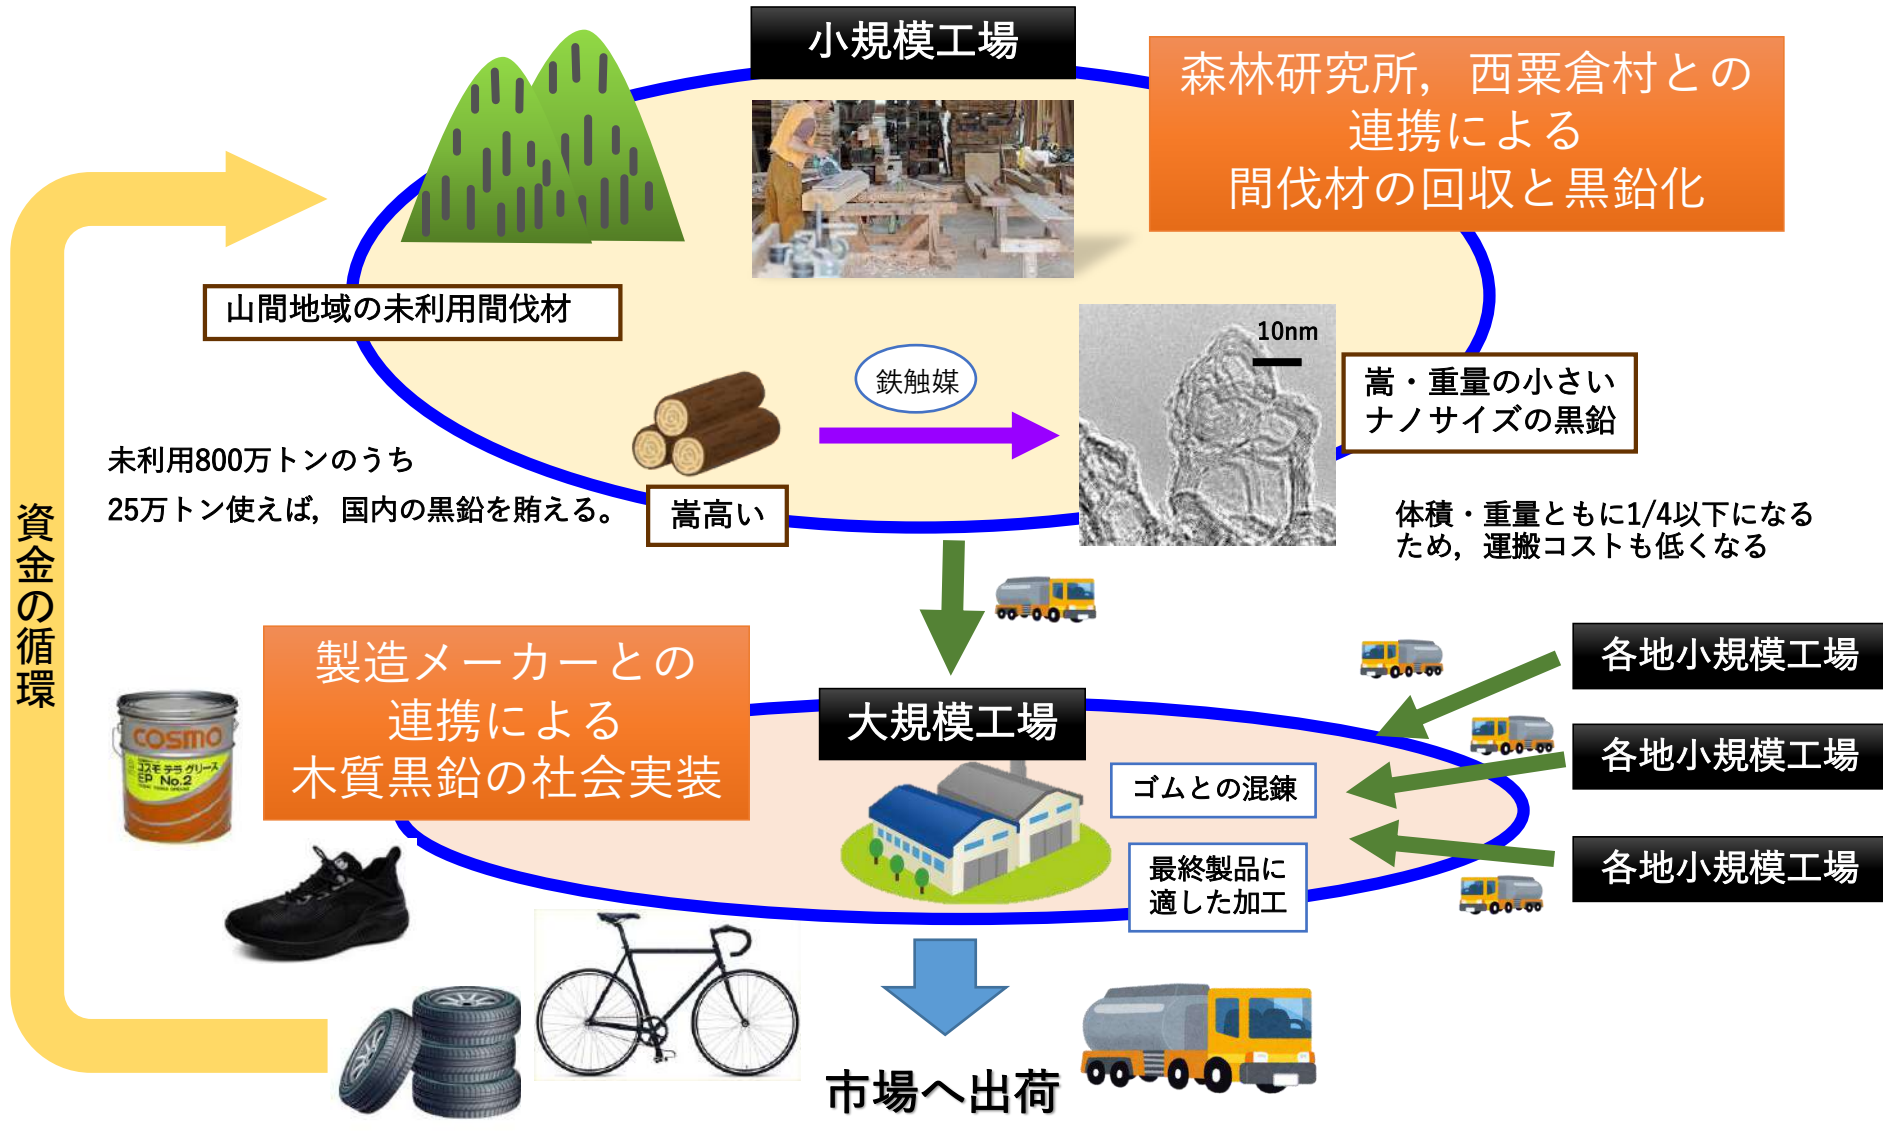 小規模工場
森林研究所，西粟倉村との
連携による
間伐材の回収と黒鉛化
山間地域の未利用間伐材
10nm
鉄触媒
嵩・重量の小さい
ナノサイズの黒鉛
未利用800万トンのうち
25万トン使えば，国内の黒鉛を賄える。
嵩高い
体積・重量ともに1/4以下になる
ため，運搬コストも低くなる
資金の循環
製造メーカーとの
連携による
木質黒鉛の社会実装
大規模工場
各地小規模工場
各地小規模工場
各地小規模工場
ゴムとの混錬
最終製品に
適した加工
COSMO
コスモ テラ グリース
EP No.2
市場へ出荷